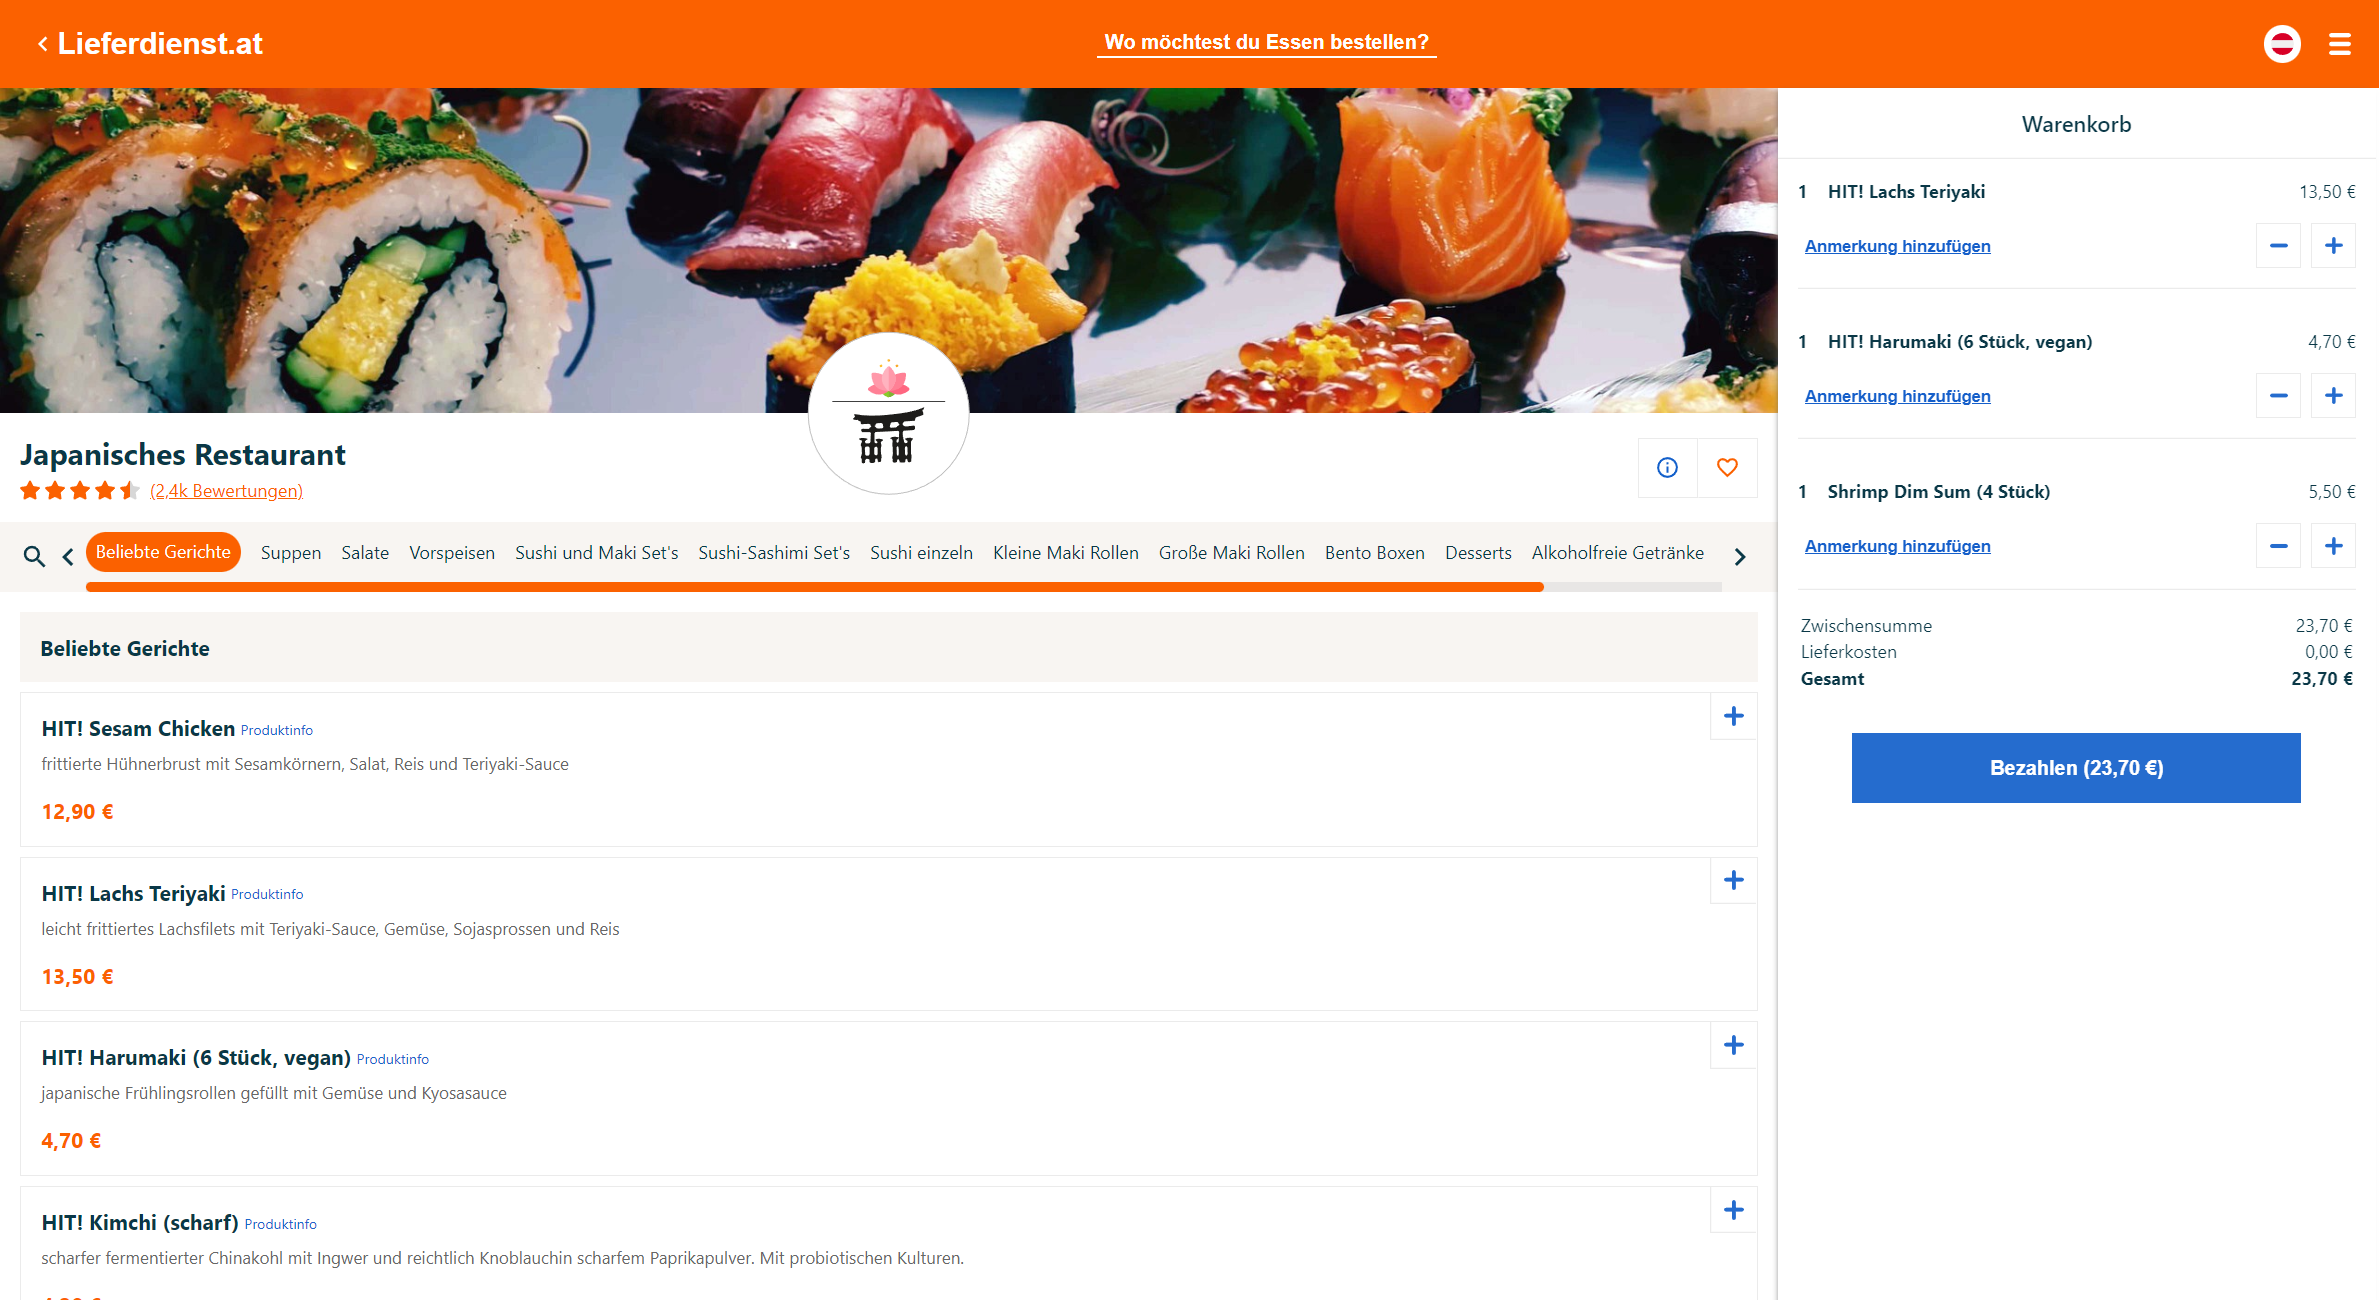 Lieferdienst.at
Wo möchtest du Essen bestellen?
Japanisches Restaurant
(2,4k Bewertungen)
Beliebte Gerichte Suppen Salate Vorspeisen Sushi und Maki Set's Sushi-Sashimi Set's Sushi einzeln Kleine Maki Rollen Große Maki Rollen Bento Boxen Desserts Alkoholfreie Getränke
Beliebte Gerichte
HIT! Sesam Chicken Produktinfo
frittierte Hühnerbrust mit Sesamkörnern, Salat, Reis und Teriyaki-Sauce
12,90 €
HIT! Lachs Teriyaki Produktinfo
leicht frittiertes Lachsfilets mit Teriyaki-Sauce, Gemüse, Sojasprossen und Reis
13,50 €
HIT! Harumaki (6 Stück, vegan) Produktinfo
japanische Frühlingsrollen gefüllt mit Gemüse und Kyosasauce
4,70 €
HIT! Kimchi (scharf) Produktinfo
scharfer fermentierter Chinakohl mit Ingwer und reichtlich Knoblauchin scharfem Paprikapulver. Mit probiotischen Kulturen.
Warenkorb
1 HIT! Lachs Teriyaki 13,50 €
Anmerkung hinzufügen
1 HIT! Harumaki (6 Stück, vegan) 4,70 €
Anmerkung hinzufügen
1 Shrimp Dim Sum (4 Stück) 5,50 €
Anmerkung hinzufügen
Zwischensumme 23,70 €
Lieferkosten 0,00 €
Gesamt 23,70 €
Bezahlen (23,70 €)